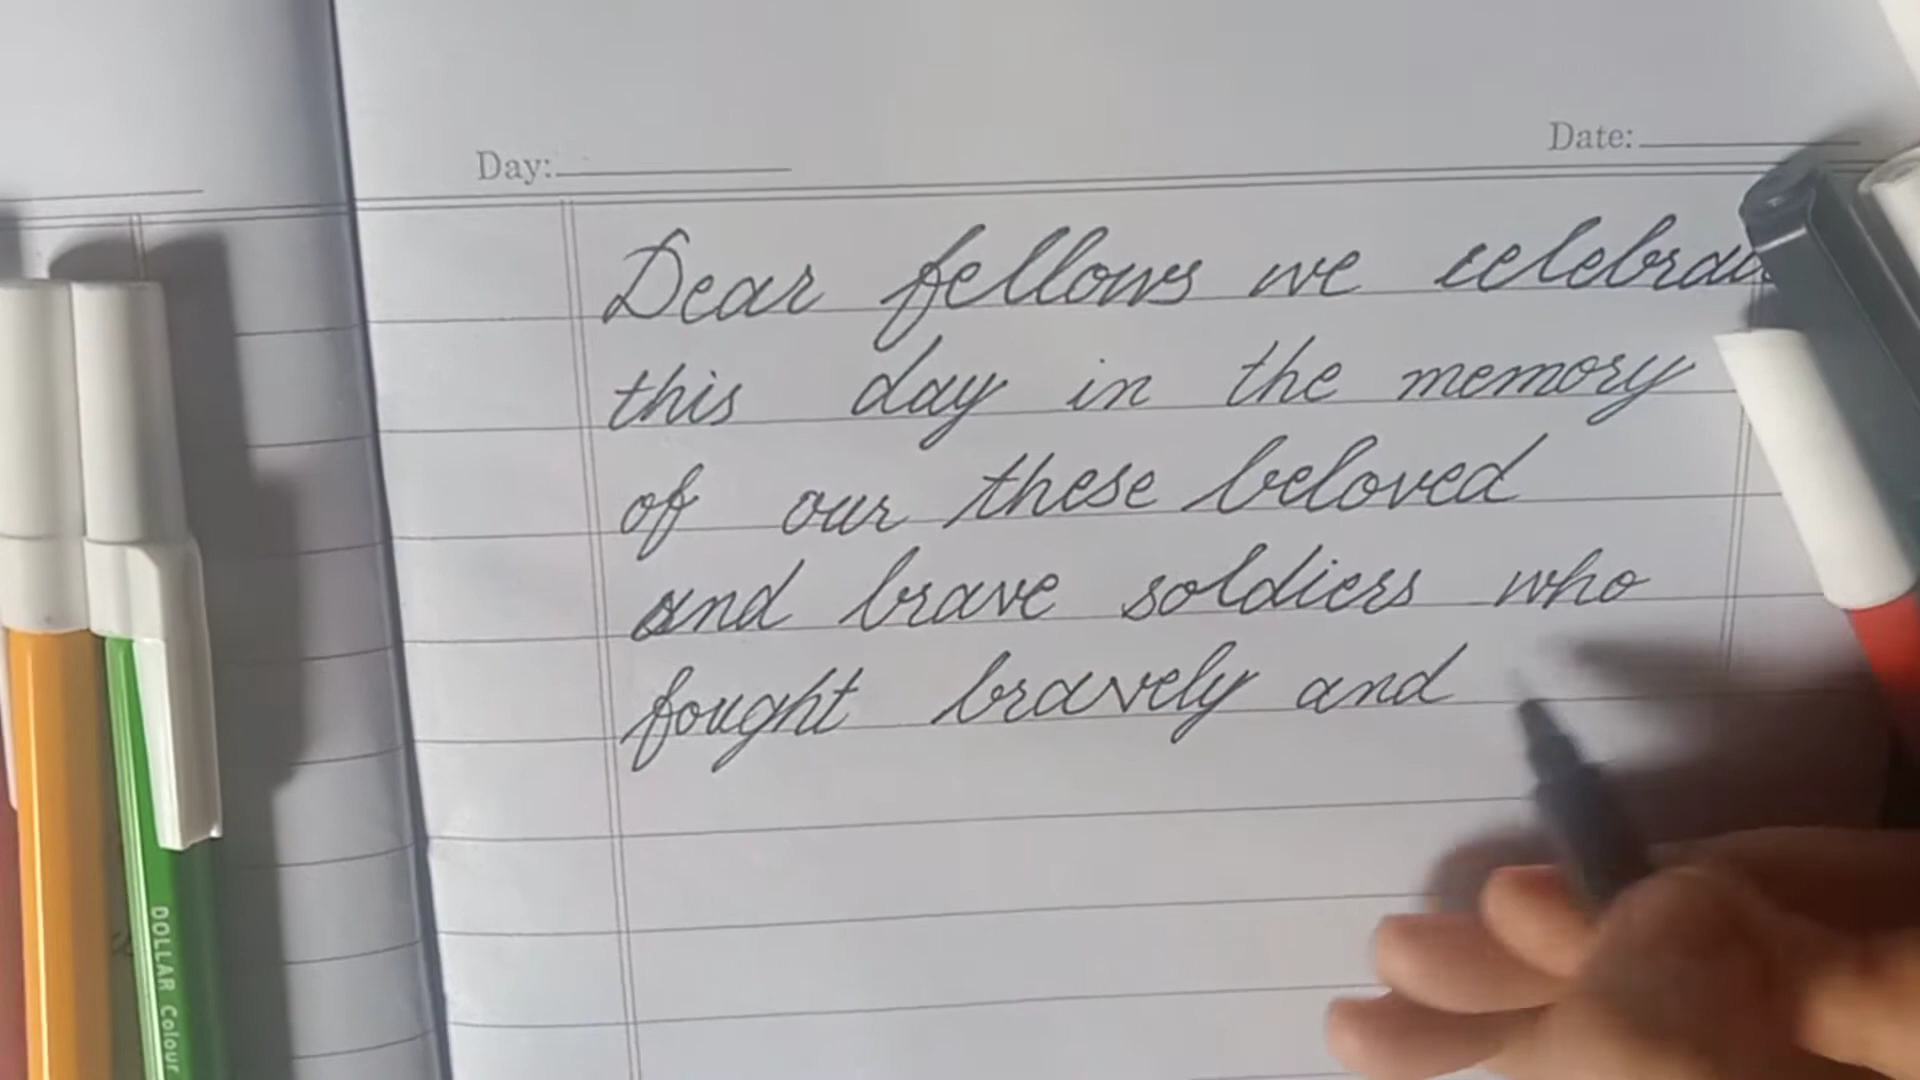 Day:
Date:
Dear fellows we celebra
this day in the memory
of our these beloved
and brave soldiers who
fought bravely and
DOLLAR Colour